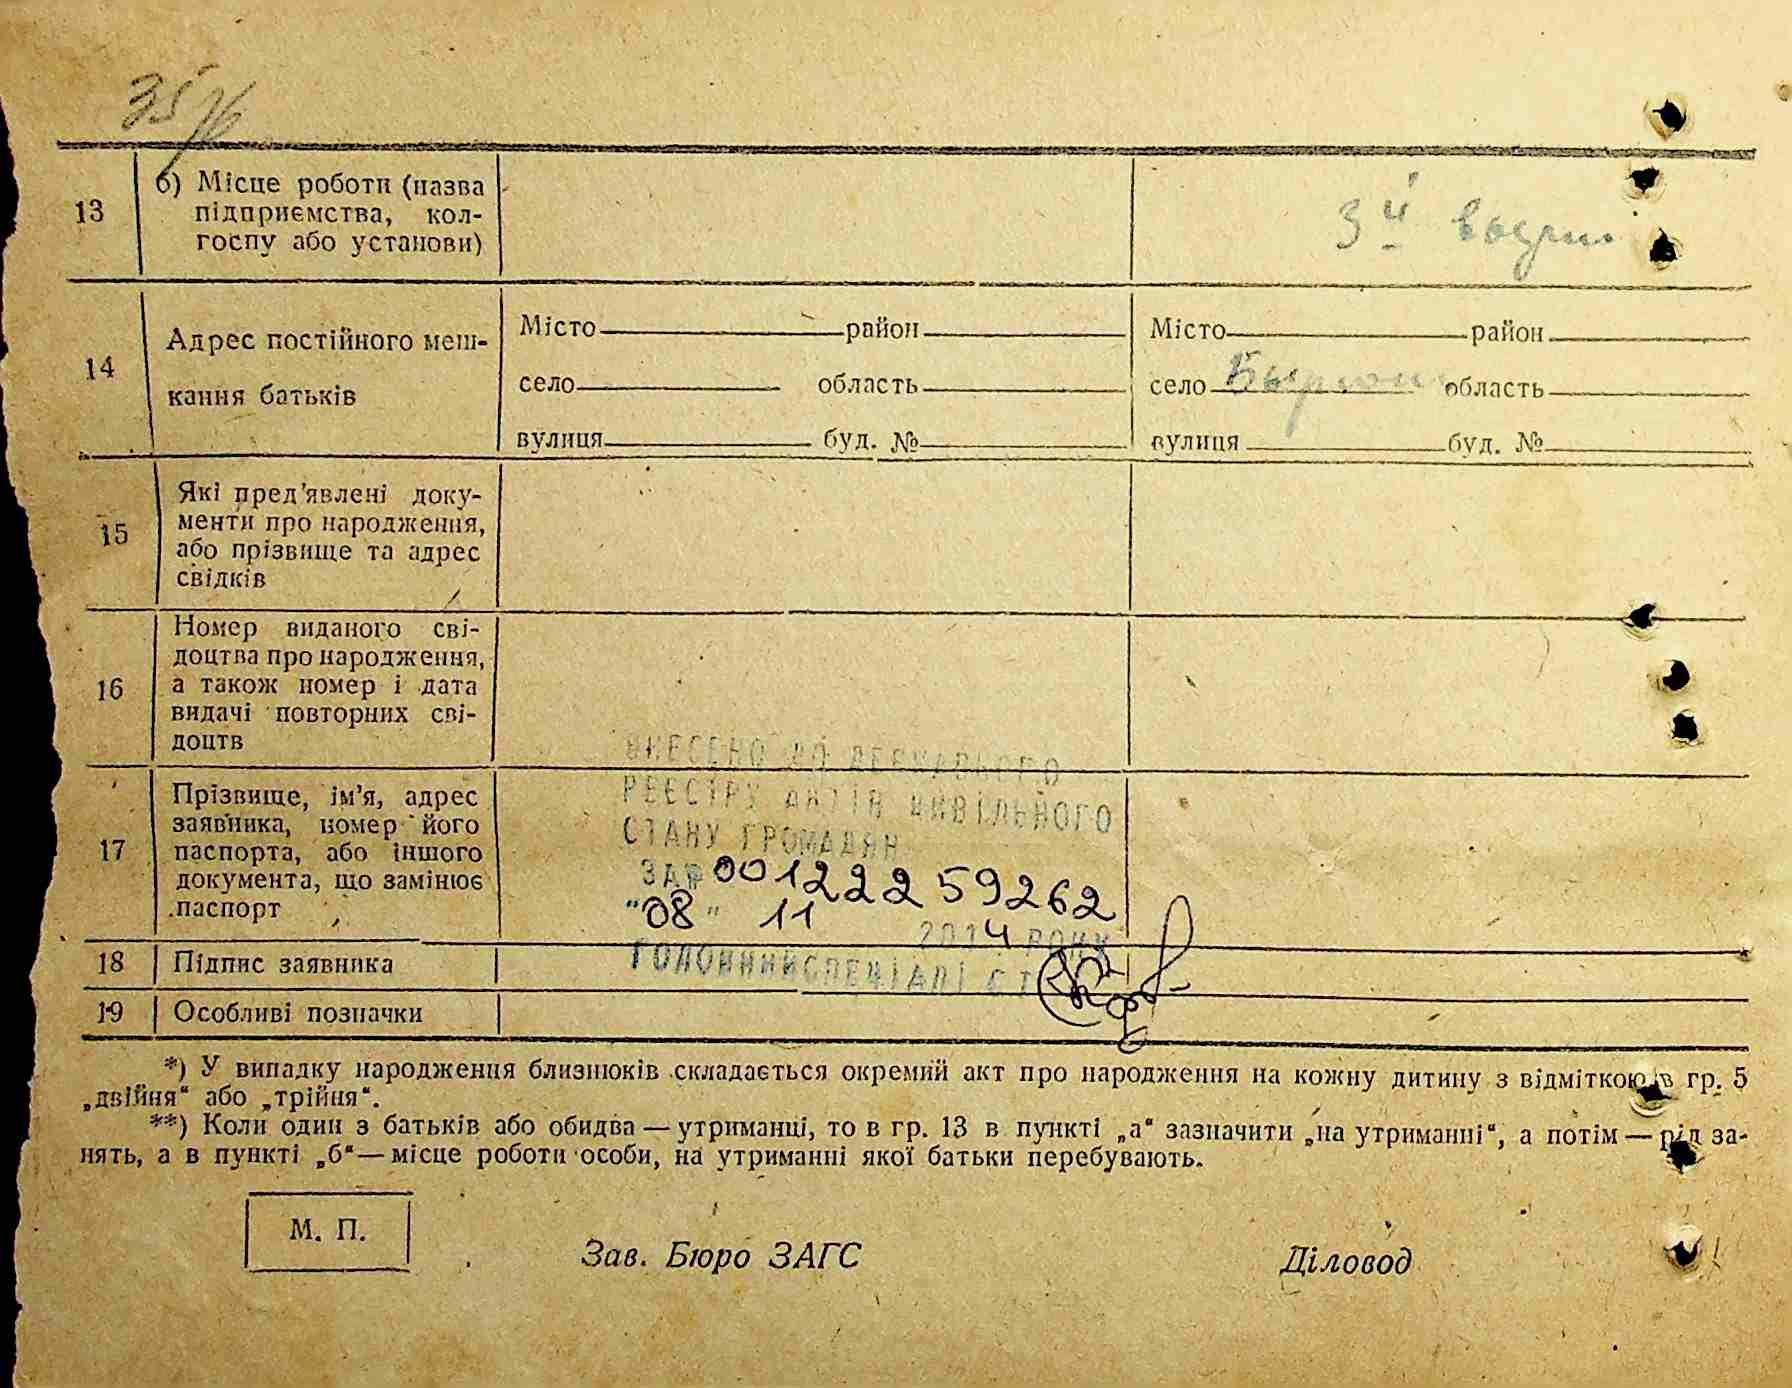 35
13
б) Місце роботи (назва
підприємства, кол-
госпу або установи)
3й
14
Адрес постійного меш-
кання батьків
Місто район
село область
вулиця буд. №
Місто район
село область
вулиця буд. №
15
Які пред'явлені доку-
менти про народження,
або прізвище та адрес
свідків
16
Номер виданого сві-
доцтва про народження,
а також номер і дата
видачі повторних сві-
доцтв
17
Прізвище, ім'я, адрес
заявника, номер його
паспорта, або іншого
документа, що замінює
паспорт
ВНЕСЕНО ДО ДЕРЖАВНОГО
РЕЄСТРУ АКТІВ ЦИВІЛЬНОГО
СТАНУ ГРОМАДЯН
ЗА № 00122259262
"08" 11
2014 РОКУ
ГОЛОВНИЙ СПЕЦІАЛІСТ
18
Підпис заявника
19
Особливі позначки
*) У випадку народження близнюків складається окремий акт про народження на кожну дитину з відміткою в гр. 5
„двійня“ або „трійня“.
**) Коли один з батьків або обидва — утриманці, то в гр. 13 в пункті „а“ зазначити „на утриманні“, а потім — рід за-
нять, а в пункті „б“ — місце роботи особи, на утриманні якої батьки перебувають.
М. П.
Зав. Бюро ЗАГС
Діловод